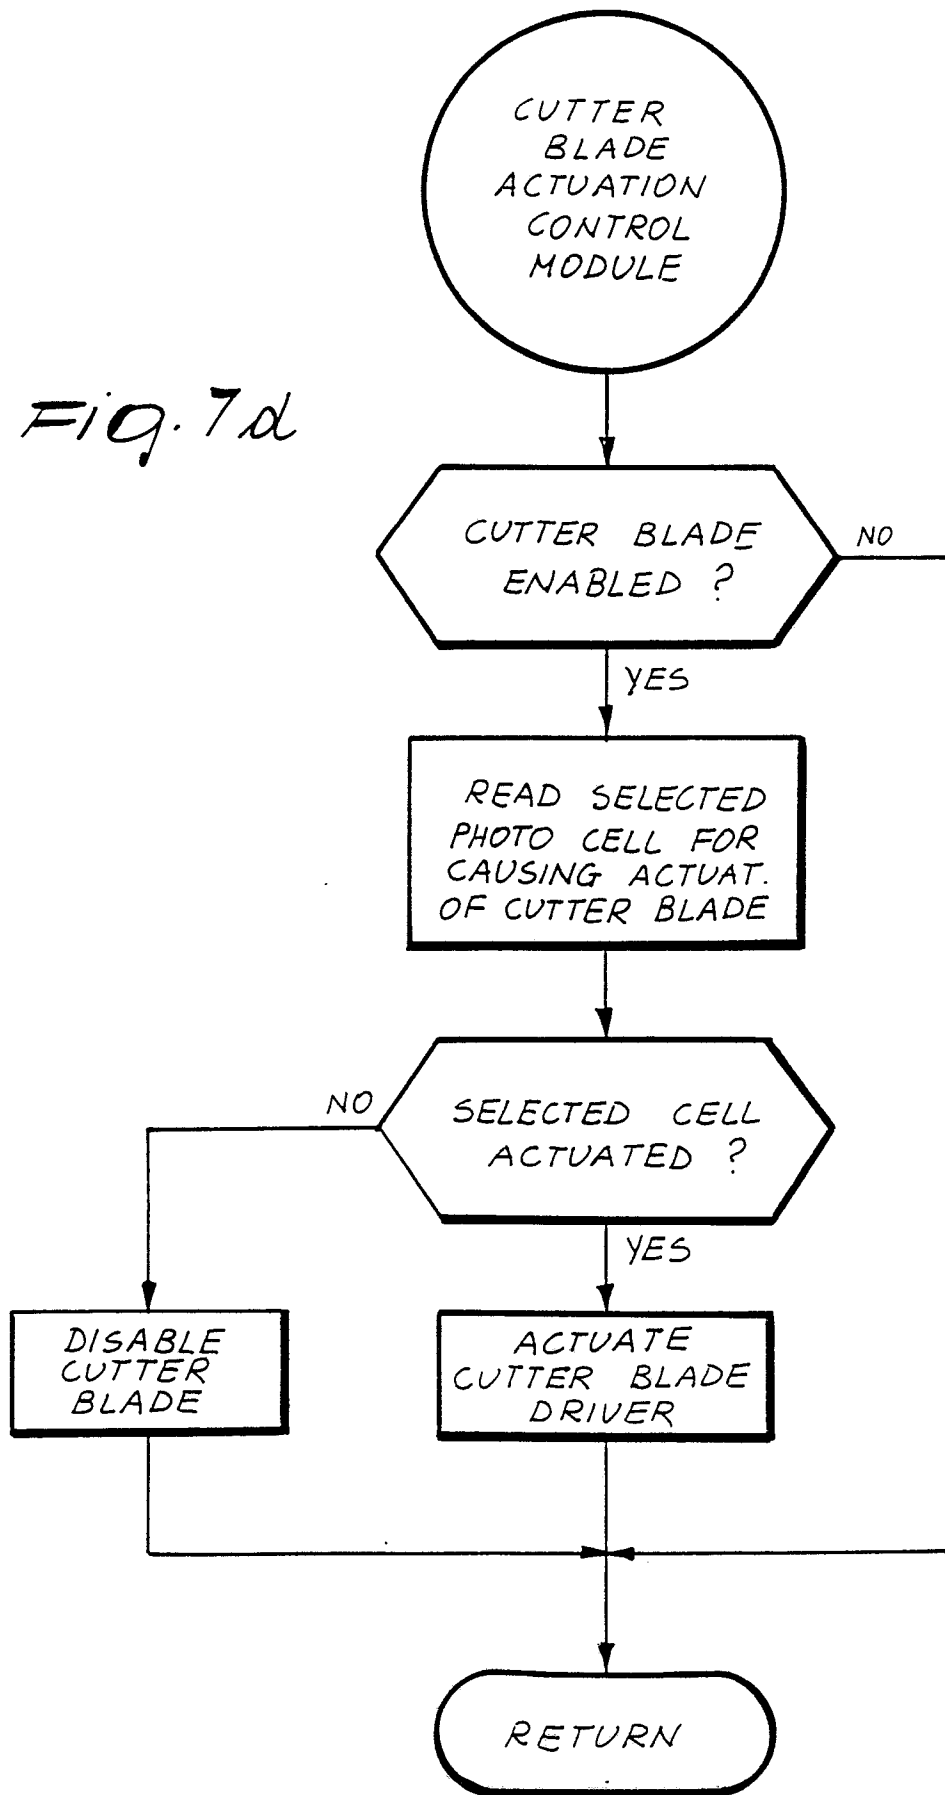 CUTTER
BLADE
ACTUATION
CONTROL
MODULE
Fig. 7d
CUTTER BLADE
ENABLED ?
NO
YES
READ SELECTED
PHOTO CELL FOR
CAUSING ACTUAT.
OF CUTTER BLADE
SELECTED CELL
ACTUATED ?
NO
YES
DISABLE
CUTTER
BLADE
ACTUATE
CUTTER BLADE
DRIVER
RETURN